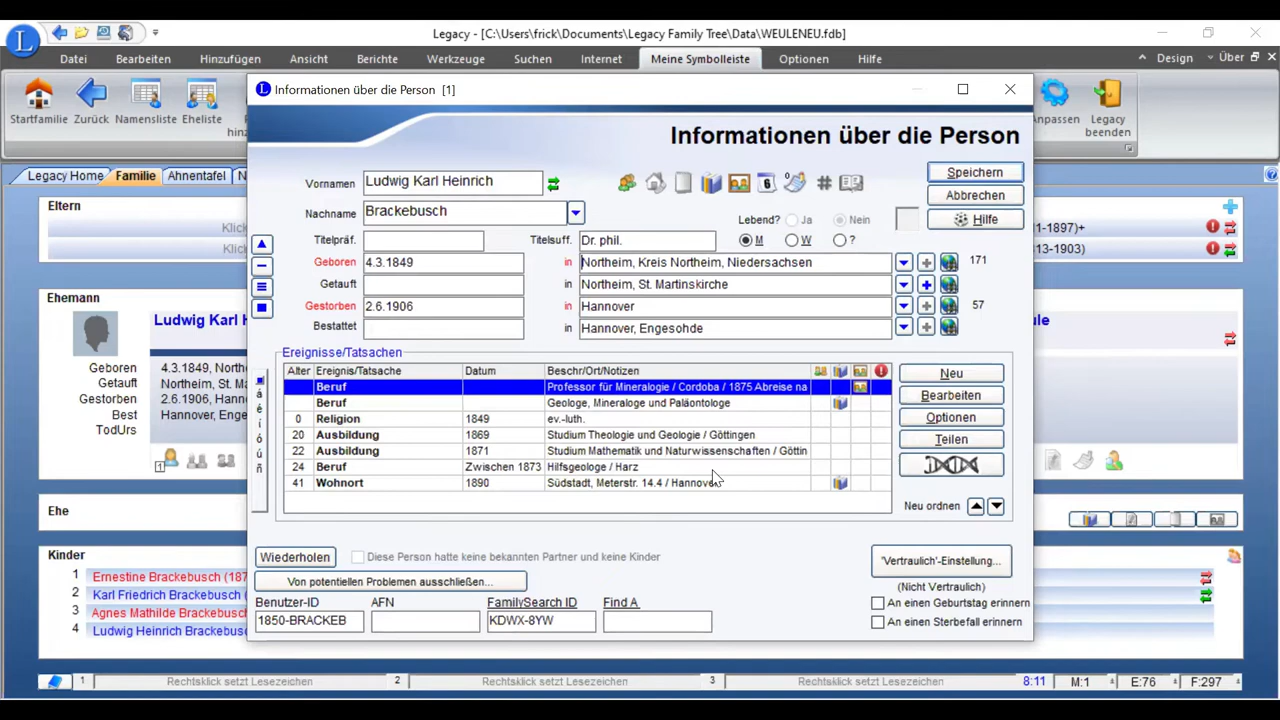 Legacy - [C:\Users\frick\Documents\Legacy Family Tree\Data\WEULENEU.fdb]
Datei Bearbeiten Hinzufügen Ansicht Berichte Werkzeuge Suchen Internet Meine Symbolleiste Optionen Hilfe Design Über
Startfamilie Zurück Namensliste Eheliste Legacy beenden
Legacy Home Familie Ahnentafel
Informationen über die Person [1]
Informationen über die Person
Vornamen Ludwig Karl Heinrich
Speichern
Abbrechen
Nachname Brackebusch
Lebend? Ja Nein
Hilfe
Titelpräf. Titelsuff. Dr. phil. M W ?
Geboren 4.3.1849 in Northeim, Kreis Northeim, Niedersachsen 171
Getauft in Northeim, St. Martinskirche
Gestorben 2.6.1906 in Hannover 57
Bestattet in Hannover, Engesohde
Ereignisse/Tatsachen
Alter Ereignis/Tatsache Datum Beschr/Ort/Notizen
Beruf Professor für Mineralogie / Cordoba / 1875 Abreise na
Beruf Geologe, Mineraloge und Paläontologe
0 Religion 1849 ev.-luth.
20 Ausbildung 1869 Studium Theologie und Geologie / Göttingen
22 Ausbildung 1871 Studium Mathematik und Naturwissenschaften / Göttin
24 Beruf Zwischen 1873 Hilfsgeologe / Harz
41 Wohnort 1890 Südstadt, Meterstr. 14.4 / Hannover
á é í ó ú ñ
Neu
Bearbeiten
Optionen
Teilen
Neu ordnen
Wiederholen Diese Person hatte keine bekannten Partner und keine Kinder
Von potentiellen Problemen ausschließen...
'Vertraulich'-Einstellung...
(Nicht Vertraulich)
Benutzer-ID AFN FamilySearch ID Find A
1850-BRACKEB KDWX-8YW
An einen Geburtstag erinnern
An einen Sterbefall erinnern
Eltern
-1897)+
13-1903)
Ehemann
Ludwig Karl H
Geboren 4.3.1849, North
Getauft Northeim, St. M
Gestorben 2.6.1906, Hann
Best Hannover, Enge
TodUrs
1
Ehe
Kinder
1 Ernestine Brackebusch (187
2 Karl Friedrich Brackebusch (
3 Agnes Mathilde Brackebusch
4 Ludwig Heinrich Brackebusch
1 Rechtsklick setzt Lesezeichen 2 Rechtsklick setzt Lesezeichen 3 Rechtsklick setzt Lesezeichen 8:11 M:1 E:76 F:297